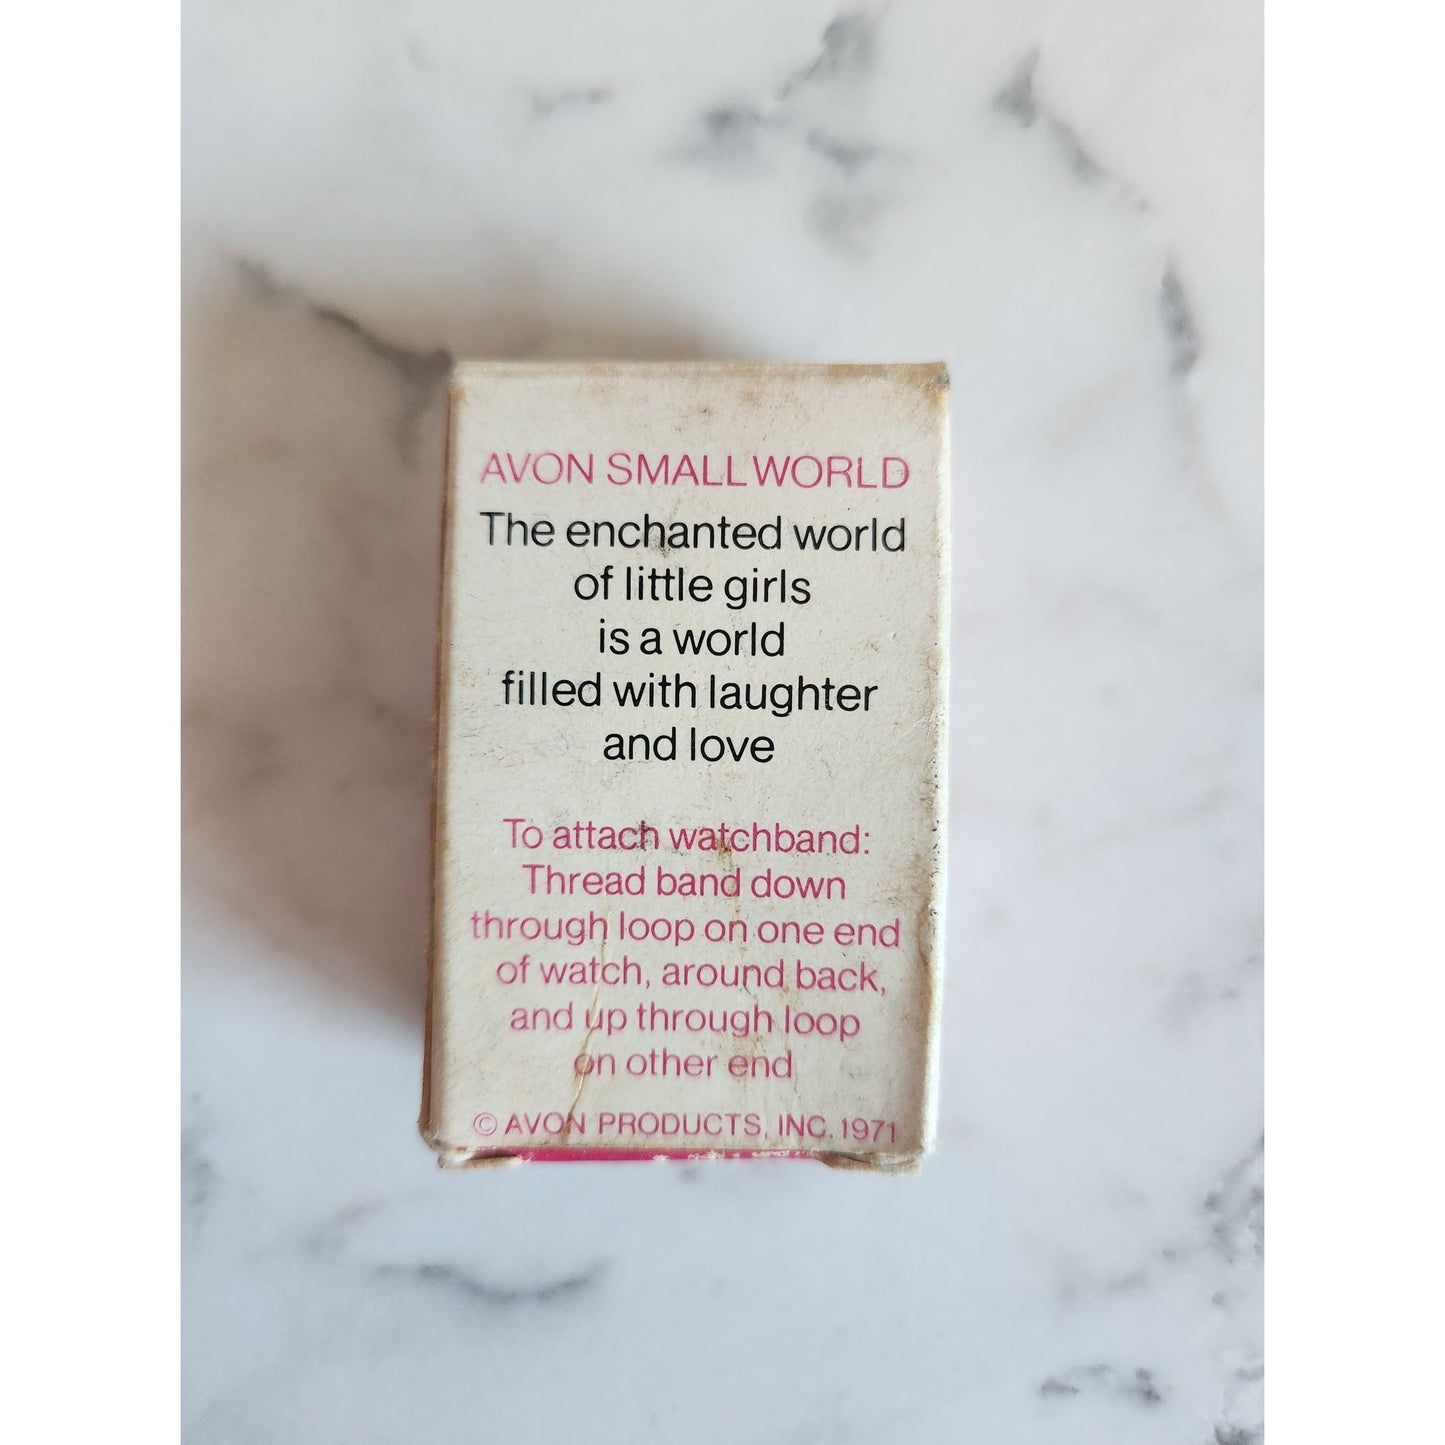 AVON SMALL WORLD
The enchanted world
of little girls
is a world
filled with laughter
and love
To attach watchband:
Thread band down
through loop on one end
of watch, around back,
and up through loop
on other end
© AVON PRODUCTS, INC. 1971